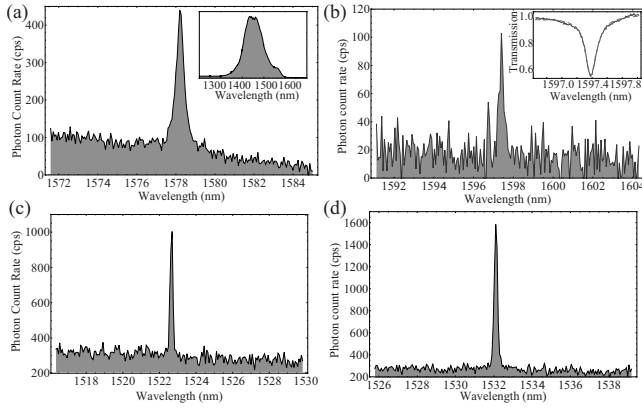 (a)
Photon Count Rate (cps)
400
300
200
100
0
1572 1574 1576 1578 1580 1582 1584
Wavelength (nm)
1300 1400 1500 1600
Wavelength (nm)
(b)
Photon count rate (cps)
120
100
80
60
40
20
0
1592 1594 1596 1598 1600 1602 1604
Wavelength (nm)
Transmission
1.0
0.8
0.6
1597.0 1597.4 1597.8
Wavelength (nm)
(c)
Photon Count Rate (cps)
1000
800
600
400
200
1518 1520 1522 1524 1526 1528 1530
Wavelength (nm)
(d)
Photon count rate (cps)
1600
1400
1200
1000
800
600
400
200
1526 1528 1530 1532 1534 1536 1538
Wavelength (nm)